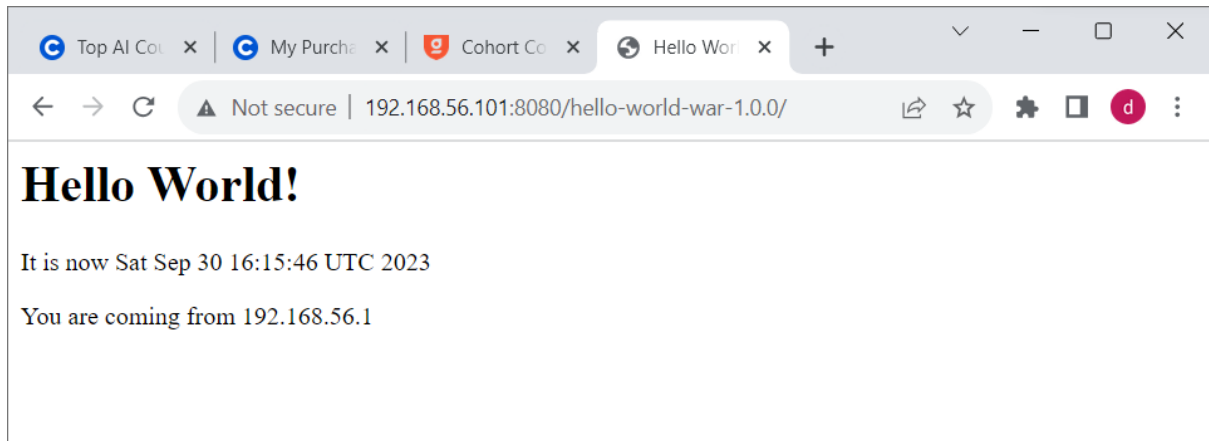 Top AI Cou
My Purcha
Cohort Co
Hello Worl
Not secure | 192.168.56.101:8080/hello-world-war-1.0.0/
d
Hello World!
It is now Sat Sep 30 16:15:46 UTC 2023
You are coming from 192.168.56.1